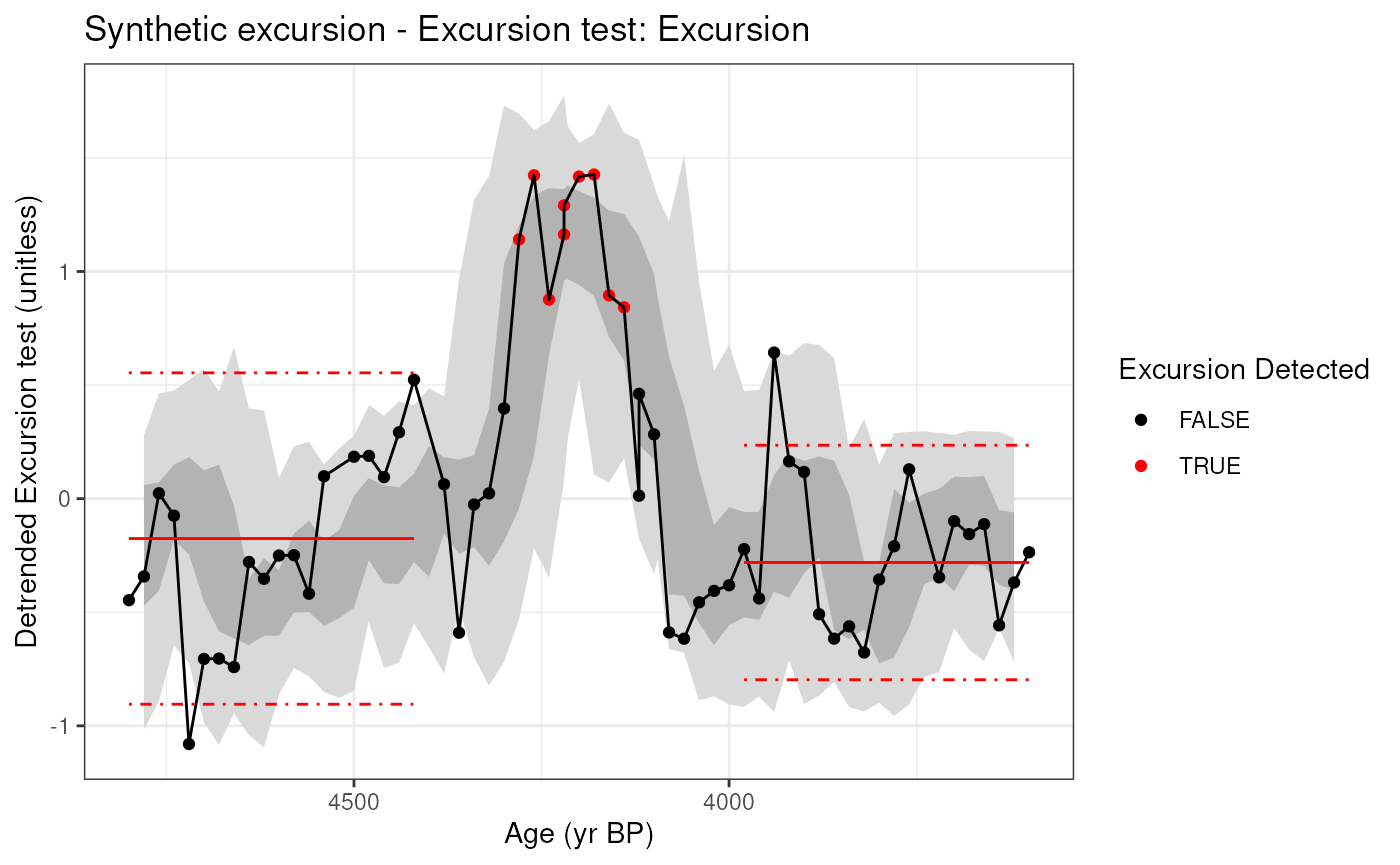 Synthetic excursion - Excursion test: Excursion
Detrended Excursion test (unitless)
1
0
-1
4500
4000
Age (yr BP)
Excursion Detected
FALSE
TRUE